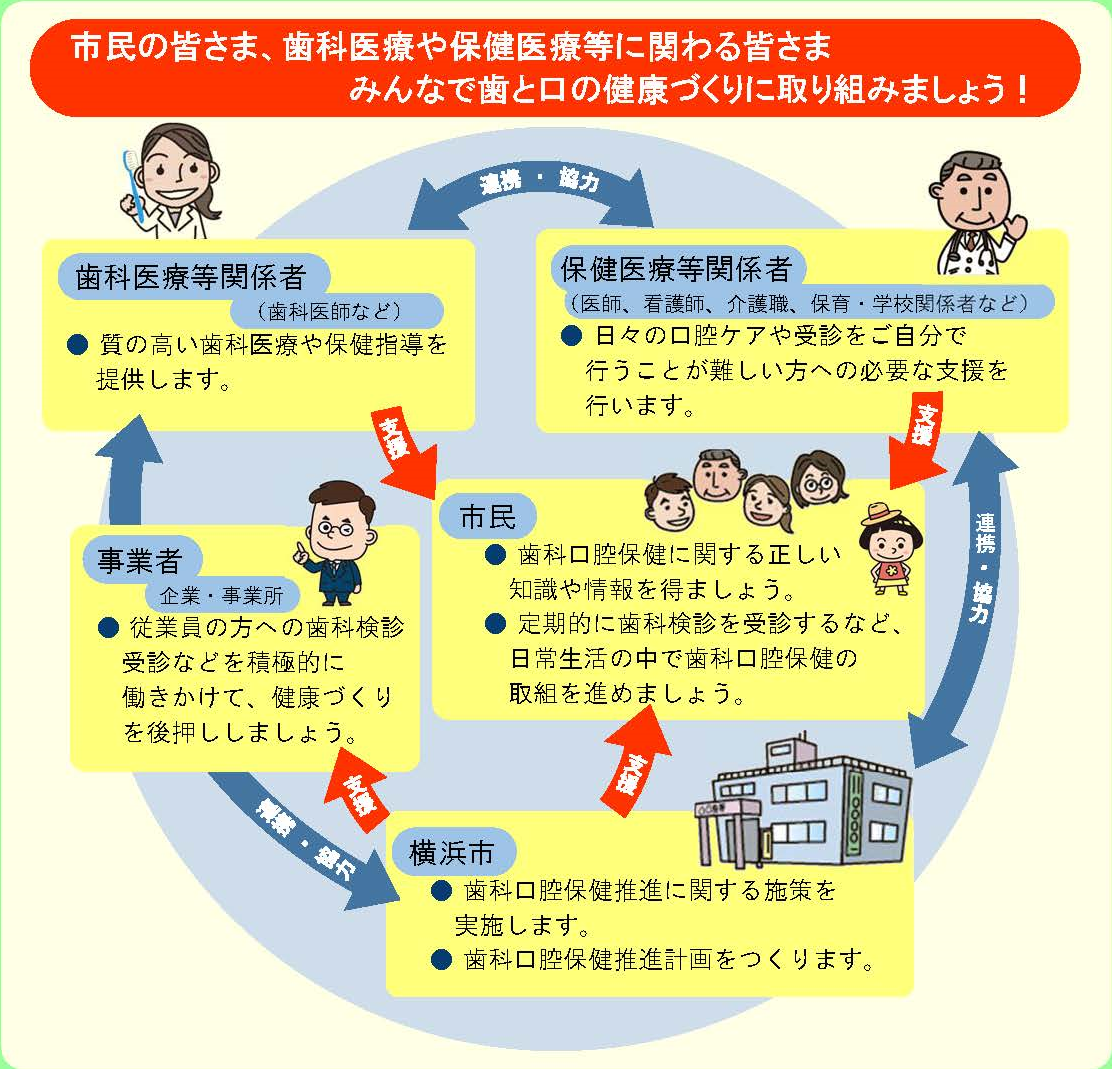 市民の皆さま、歯科医療や保健医療等に関わる皆さま
みんなで歯と口の健康づくりに取り組みましょう！
連携・協力
歯科医療等関係者
（歯科医師など）
● 質の高い歯科医療や保健指導を
提供します。
保健医療等関係者
（医師、看護師、介護職、保育・学校関係者など）
● 日々の口腔ケアや受診をご自分で
行うことが難しい方への必要な支援を
行います。
支援
支援
市民
● 歯科口腔保健に関する正しい
知識や情報を得ましょう。
● 定期的に歯科検診を受診するなど、
日常生活の中で歯科口腔保健の
取組を進めましょう。
連携・協力
事業者
企業・事業所
● 従業員の方への歯科検診
受診などを積極的に
働きかけて、健康づくり
を後押ししましょう。
支援
支援
連携・協力
横浜市
● 歯科口腔保健推進に関する施策を
実施します。
● 歯科口腔保健推進計画をつくります。